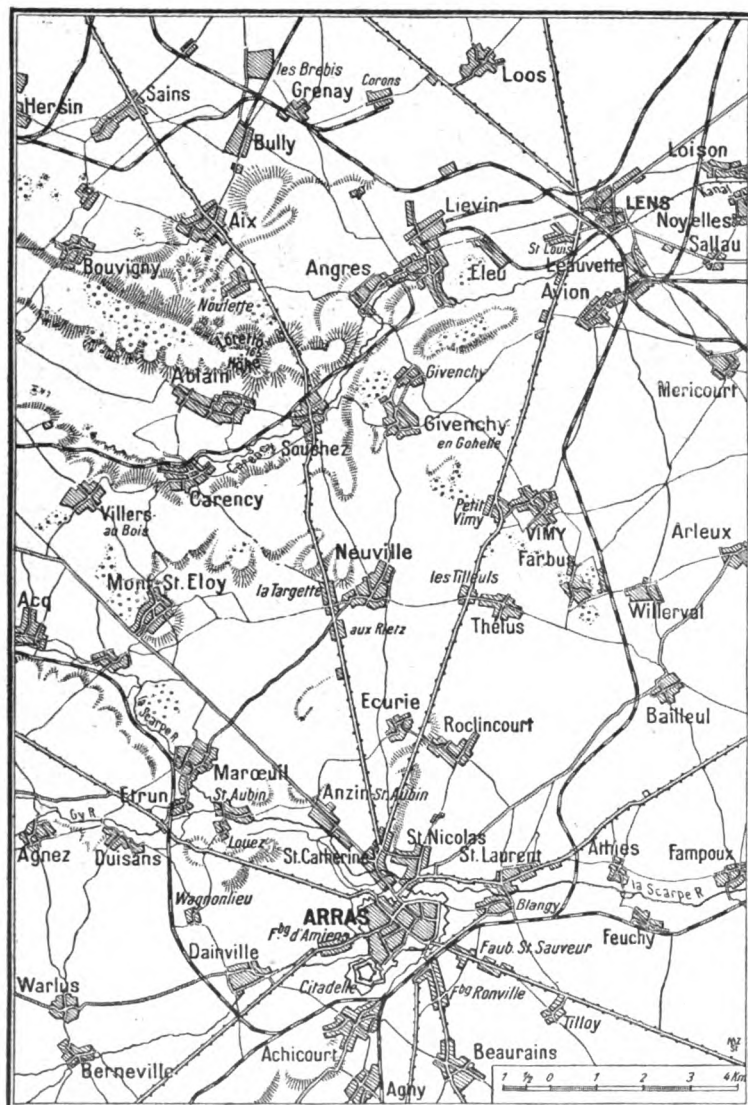 les Brebis
Grenay
Corons
Loos
Hersin
Sains
Bully
Loison
Kanal
Lievin
LENS
Noyelles
Aix
St Louis
Sallau
Bouvigny
Angres
Eleu
Leauvette
Noulette
Avion
Loretto
Höhe
Ablain
Givenchy
Mericourt
Souchez
Givenchy
en Gohelle
Carency
Carency
Villers
au Bois
Petit
Vimy
VIMY
Arleux
Neuville
Farbus
Mont-St. Eloy
la Targette
les Tilleuls
Willerval
Acq
Thélus
aux Rietz
Scarpe R
Ecurie
Bailleul
Roclincourt
Marœuil
Etrun
St. Aubin
Anzin-St. Aubin
Gy R
St. Nicolas
Agnez
Duisans
Louez
St. Catherine
St. Laurent
Athies
Fampoux
la Scarpe R
Wagnonlieu
ARRAS
Blangy
Fbg d'Amiens
Feuchy
Dainville
Faub. St. Sauveur
Warlus
Citadelle
Fbg Ronville
Tilloy
Achicourt
Beaurains
Berneville
Agny
1 ½ 0 1 2 3 4 Km